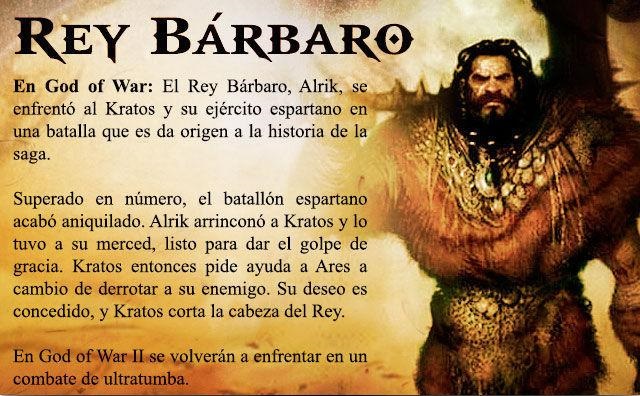 REY BÁRBARO
En God of War: El Rey Bárbaro, Alrik, se
enfrentó al Kratos y su ejército espartano en
una batalla que es da origen a la historia de la
saga.
Superado en número, el batallón espartano
acabó aniquilado. Alrik arrinconó a Kratos y lo
tuvo a su merced, listo para dar el golpe de
gracia. Kratos entonces pide ayuda a Ares a
cambio de derrotar a su enemigo. Su deseo es
concedido, y Kratos corta la cabeza del Rey.
En God of War II se volverán a enfrentar en un
combate de ultratumba.